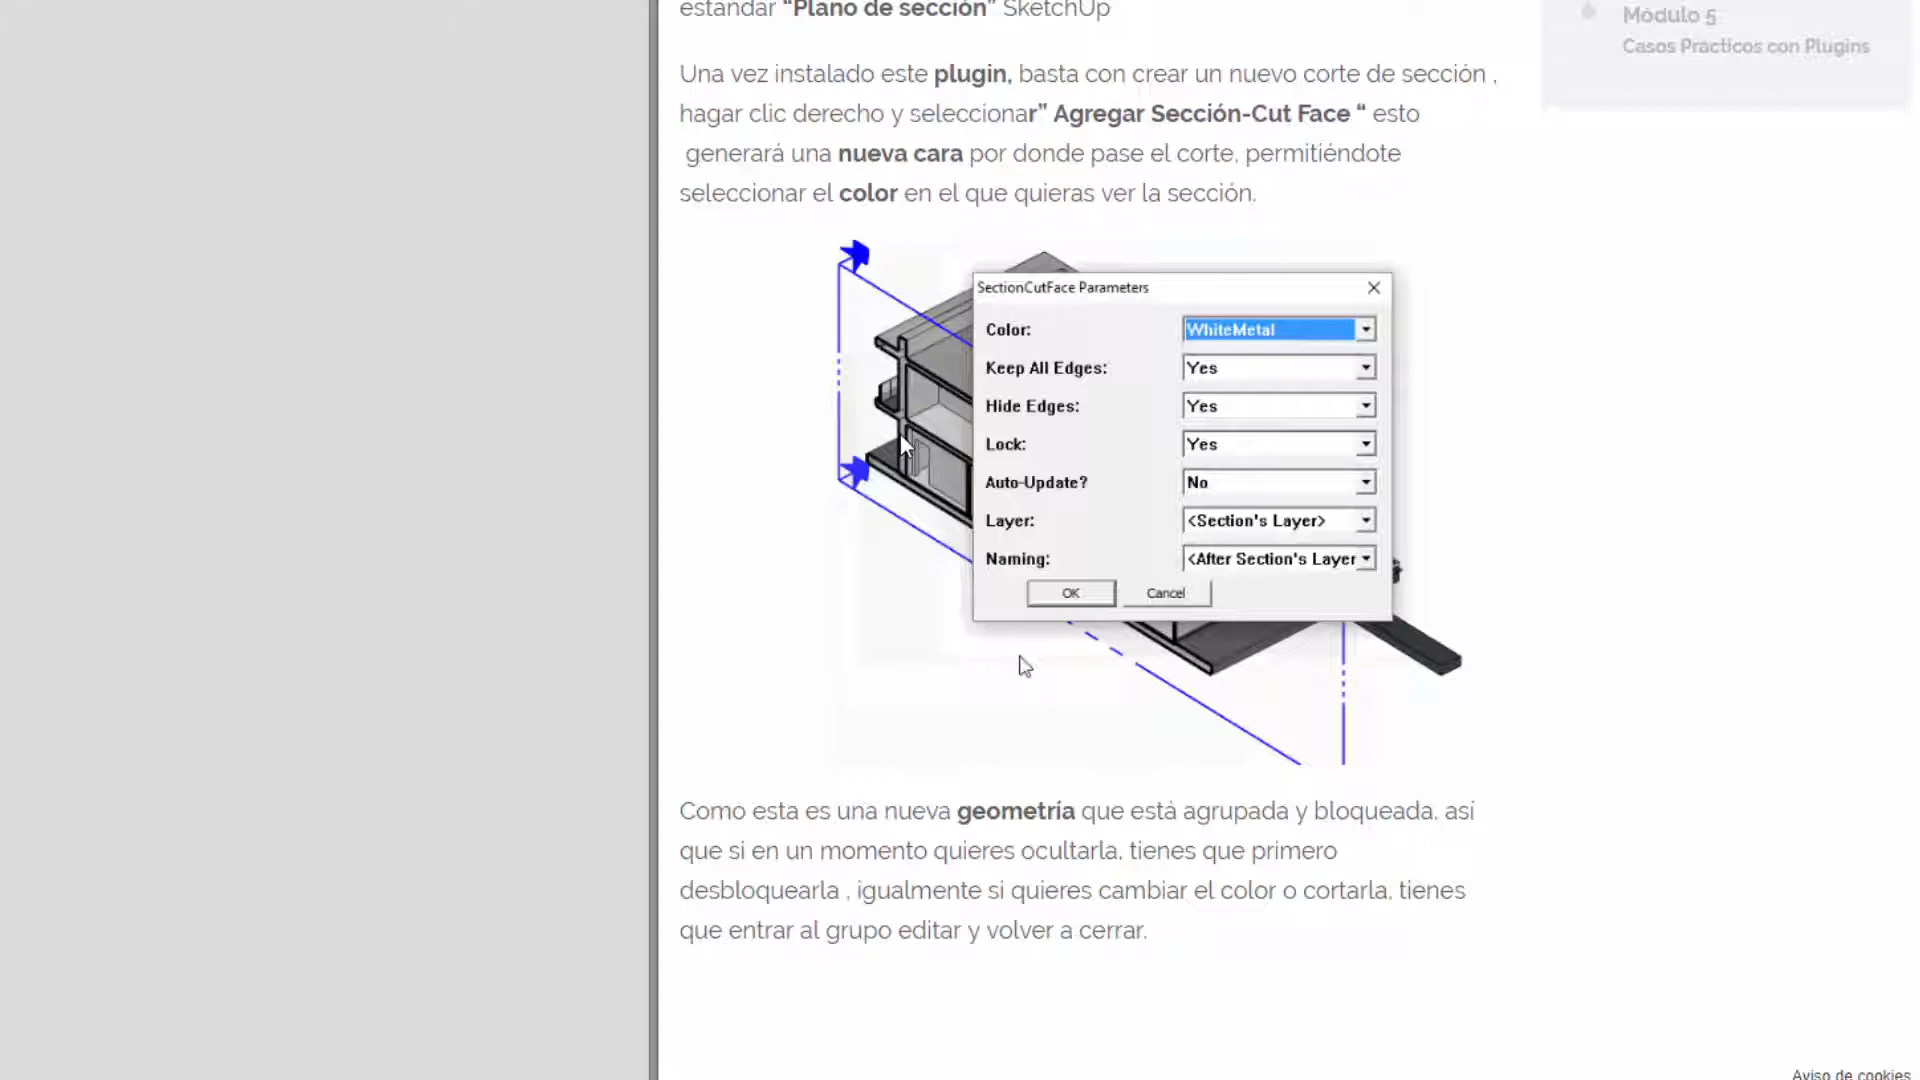 estándar “Plano de sección” SketchUp
Una vez instalado este plugin, basta con crear un nuevo corte de sección ,
hagar clic derecho y seleccionar” Agregar Sección-Cut Face “ esto
generará una nueva cara por donde pase el corte, permitiéndote
seleccionar el color en el que quieras ver la sección.
SectionCutFace Parameters
Color: WhiteMetal
Keep All Edges: Yes
Hide Edges: Yes
Lock: Yes
Auto-Update? No
Layer: <Section's Layer>
Naming: <After Section's Layer
OK Cancel
Como esta es una nueva geometría que está agrupada y bloqueada. así
que si en un momento quieres ocultarla, tienes que primero
desbloquearla , igualmente si quieres cambiar el color o cortarla, tienes
que entrar al grupo editar y volver a cerrar.
Módulo 5
Casos Prácticos con Plugins
Aviso de cookies